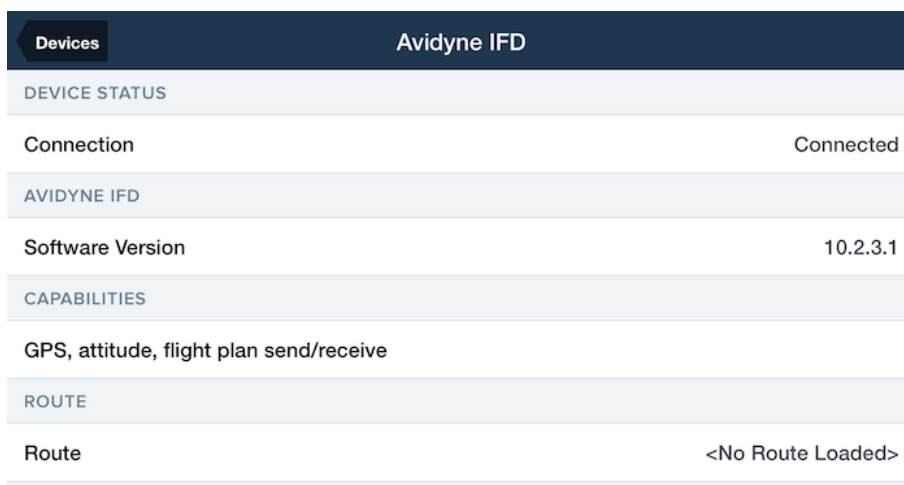 Devices
Avidyne IFD
DEVICE STATUS
Connection Connected
AVIDYNE IFD
Software Version 10.2.3.1
CAPABILITIES
GPS, attitude, flight plan send/receive
ROUTE
Route <No Route Loaded>